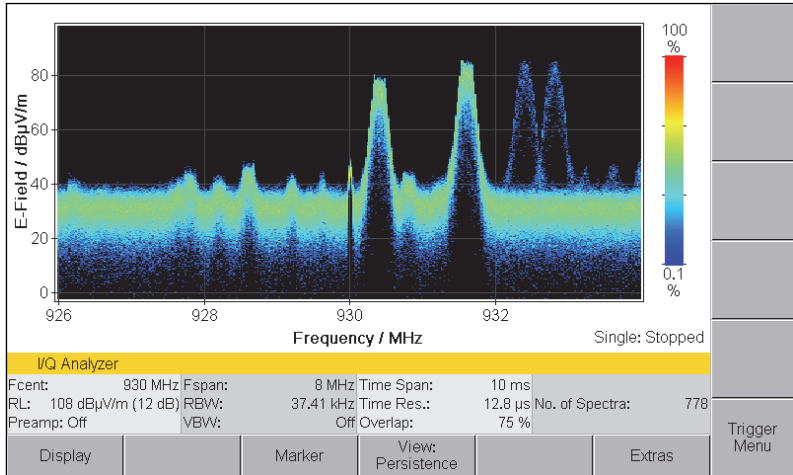 100
%
80
60
40
20
0
E-Field / dBµV/m
0.1
%
926
928
930
932
Frequency / MHz
Single: Stopped
I/Q Analyzer
Fcent: 930 MHz Fspan: 8 MHz Time Span: 10 ms
RL: 108 dBµV/m (12 dB) RBW: 37.41 kHz Time Res.: 12.8 µs No. of Spectra: 778
Preamp: Off VBW: Off Overlap: 75 %
Trigger
Menu
Display
Marker
View:
Persistence
Extras